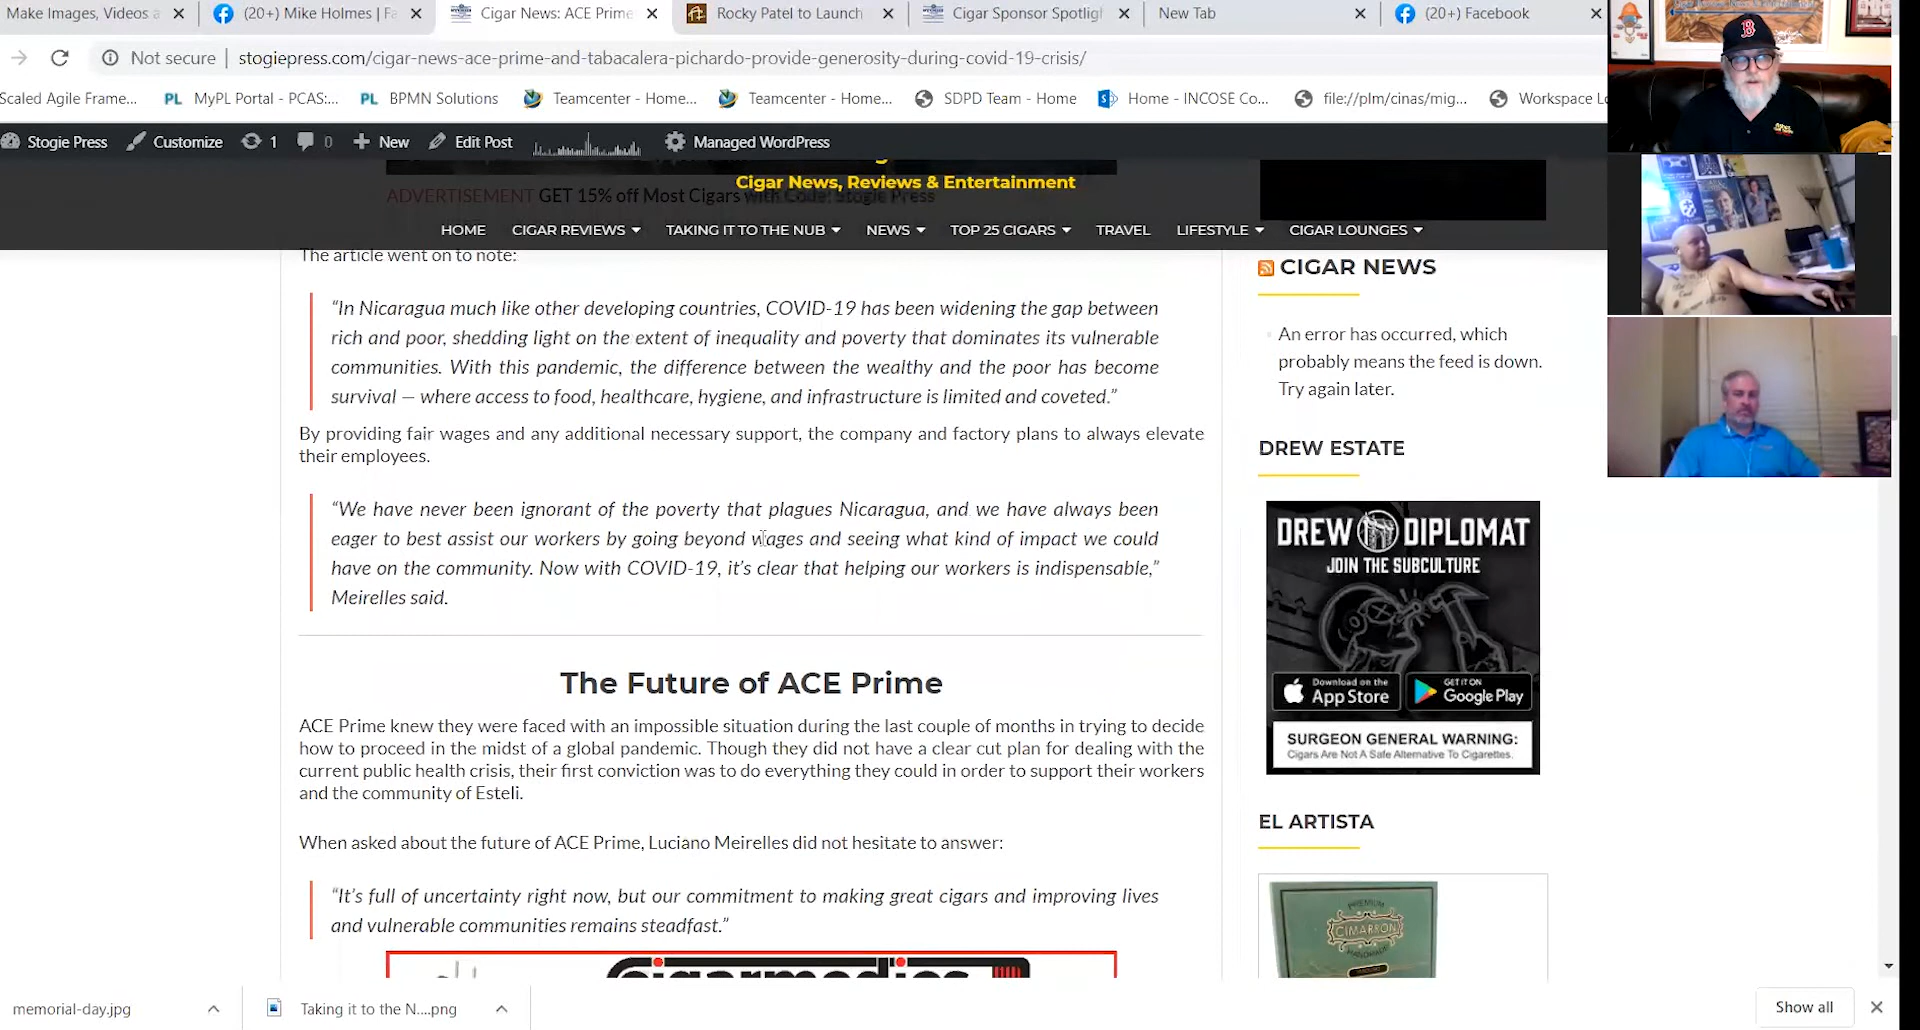 Make Images, Videos a
(20+) Mike Holmes | Fa
Cigar News: ACE Prime
Rocky Patel to Launch
Cigar Sponsor Spotligh
New Tab
(20+) Facebook
Not secure | stogiepress.com/cigar-news-ace-prime-and-tabacalera-pichardo-provide-generosity-during-covid-19-crisis/
Scaled Agile Frame...
PL MyPL Portal - PCAS:...
PL BPMN Solutions
Teamcenter - Home...
Teamcenter - Home...
SDPD Team - Home
Home - INCOSE Co...
file://plm/cinas/mig...
Workspace Lo
Stogie Press
Customize
1
0
New
Edit Post
Managed WordPress
Cigar News, Reviews & Entertainment
ADVERTISEMENT GET 15% off Most Cigars with Code: Stogie Press
HOME
CIGAR REVIEWS
TAKING IT TO THE NUB
NEWS
TOP 25 CIGARS
TRAVEL
LIFESTYLE
CIGAR LOUNGES
The article went on to note:
“In Nicaragua much like other developing countries, COVID-19 has been widening the gap between
rich and poor, shedding light on the extent of inequality and poverty that dominates its vulnerable
communities. With this pandemic, the difference between the wealthy and the poor has become
survival — where access to food, healthcare, hygiene, and infrastructure is limited and coveted.”
By providing fair wages and any additional necessary support, the company and factory plans to always elevate
their employees.
“We have never been ignorant of the poverty that plagues Nicaragua, and we have always been
eager to best assist our workers by going beyond wages and seeing what kind of impact we could
have on the community. Now with COVID-19, it’s clear that helping our workers is indispensable,”
Meirelles said.
The Future of ACE Prime
ACE Prime knew they were faced with an impossible situation during the last couple of months in trying to decide
how to proceed in the midst of a global pandemic. Though they did not have a clear cut plan for dealing with the
current public health crisis, their first conviction was to do everything they could in order to support their workers
and the community of Esteli.
When asked about the future of ACE Prime, Luciano Meirelles did not hesitate to answer:
“It’s full of uncertainty right now, but our commitment to making great cigars and improving lives
and vulnerable communities remains steadfast.”
cigarmedics
CIGAR NEWS
An error has occurred, which
probably means the feed is down.
Try again later.
DREW ESTATE
DREW DIPLOMAT
JOIN THE SUBCULTURE
Download on the
App Store
GET IT ON
Google Play
SURGEON GENERAL WARNING:
Cigars Are Not A Safe Alternative To Cigarettes.
EL ARTISTA
PREMIUM
CIMARRON
HANDMADE
B
memorial-day.jpg
Taking it to the N....png
Show all